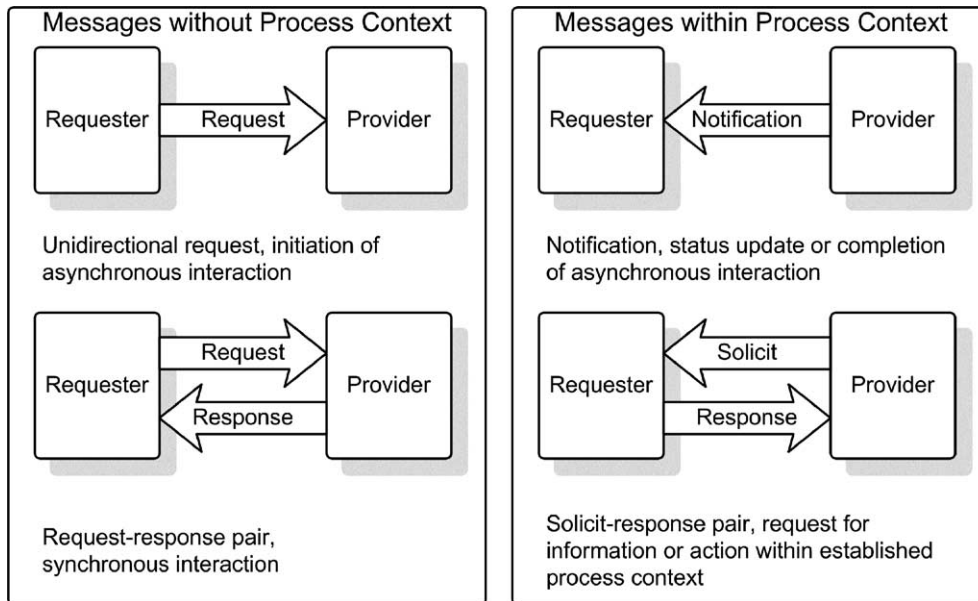 Messages without Process Context
Requester
Request
Provider
Unidirectional request, initiation of
asynchronous interaction
Requester
Request
Response
Provider
Request-response pair,
synchronous interaction
Messages within Process Context
Requester
Notification
Provider
Notification, status update or completion
of asynchronous interaction
Requester
Solicit
Response
Provider
Solicit-response pair, request for
information or action within established
process context